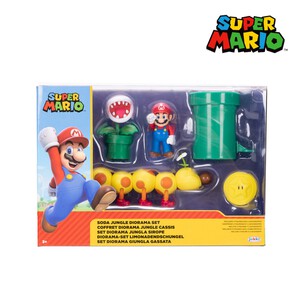 SUPER
MARIO
SUPER
MARIO
SODA JUNGLE DIORAMA SET
COFFRET DIORAMA JUNGLE CASSIS
SET DIORAMA JUNGLA SIROPE
DIORAMA-SET LIMONADENDSCHUNGEL
SET DIORAMA GIUNGLA GASSATA